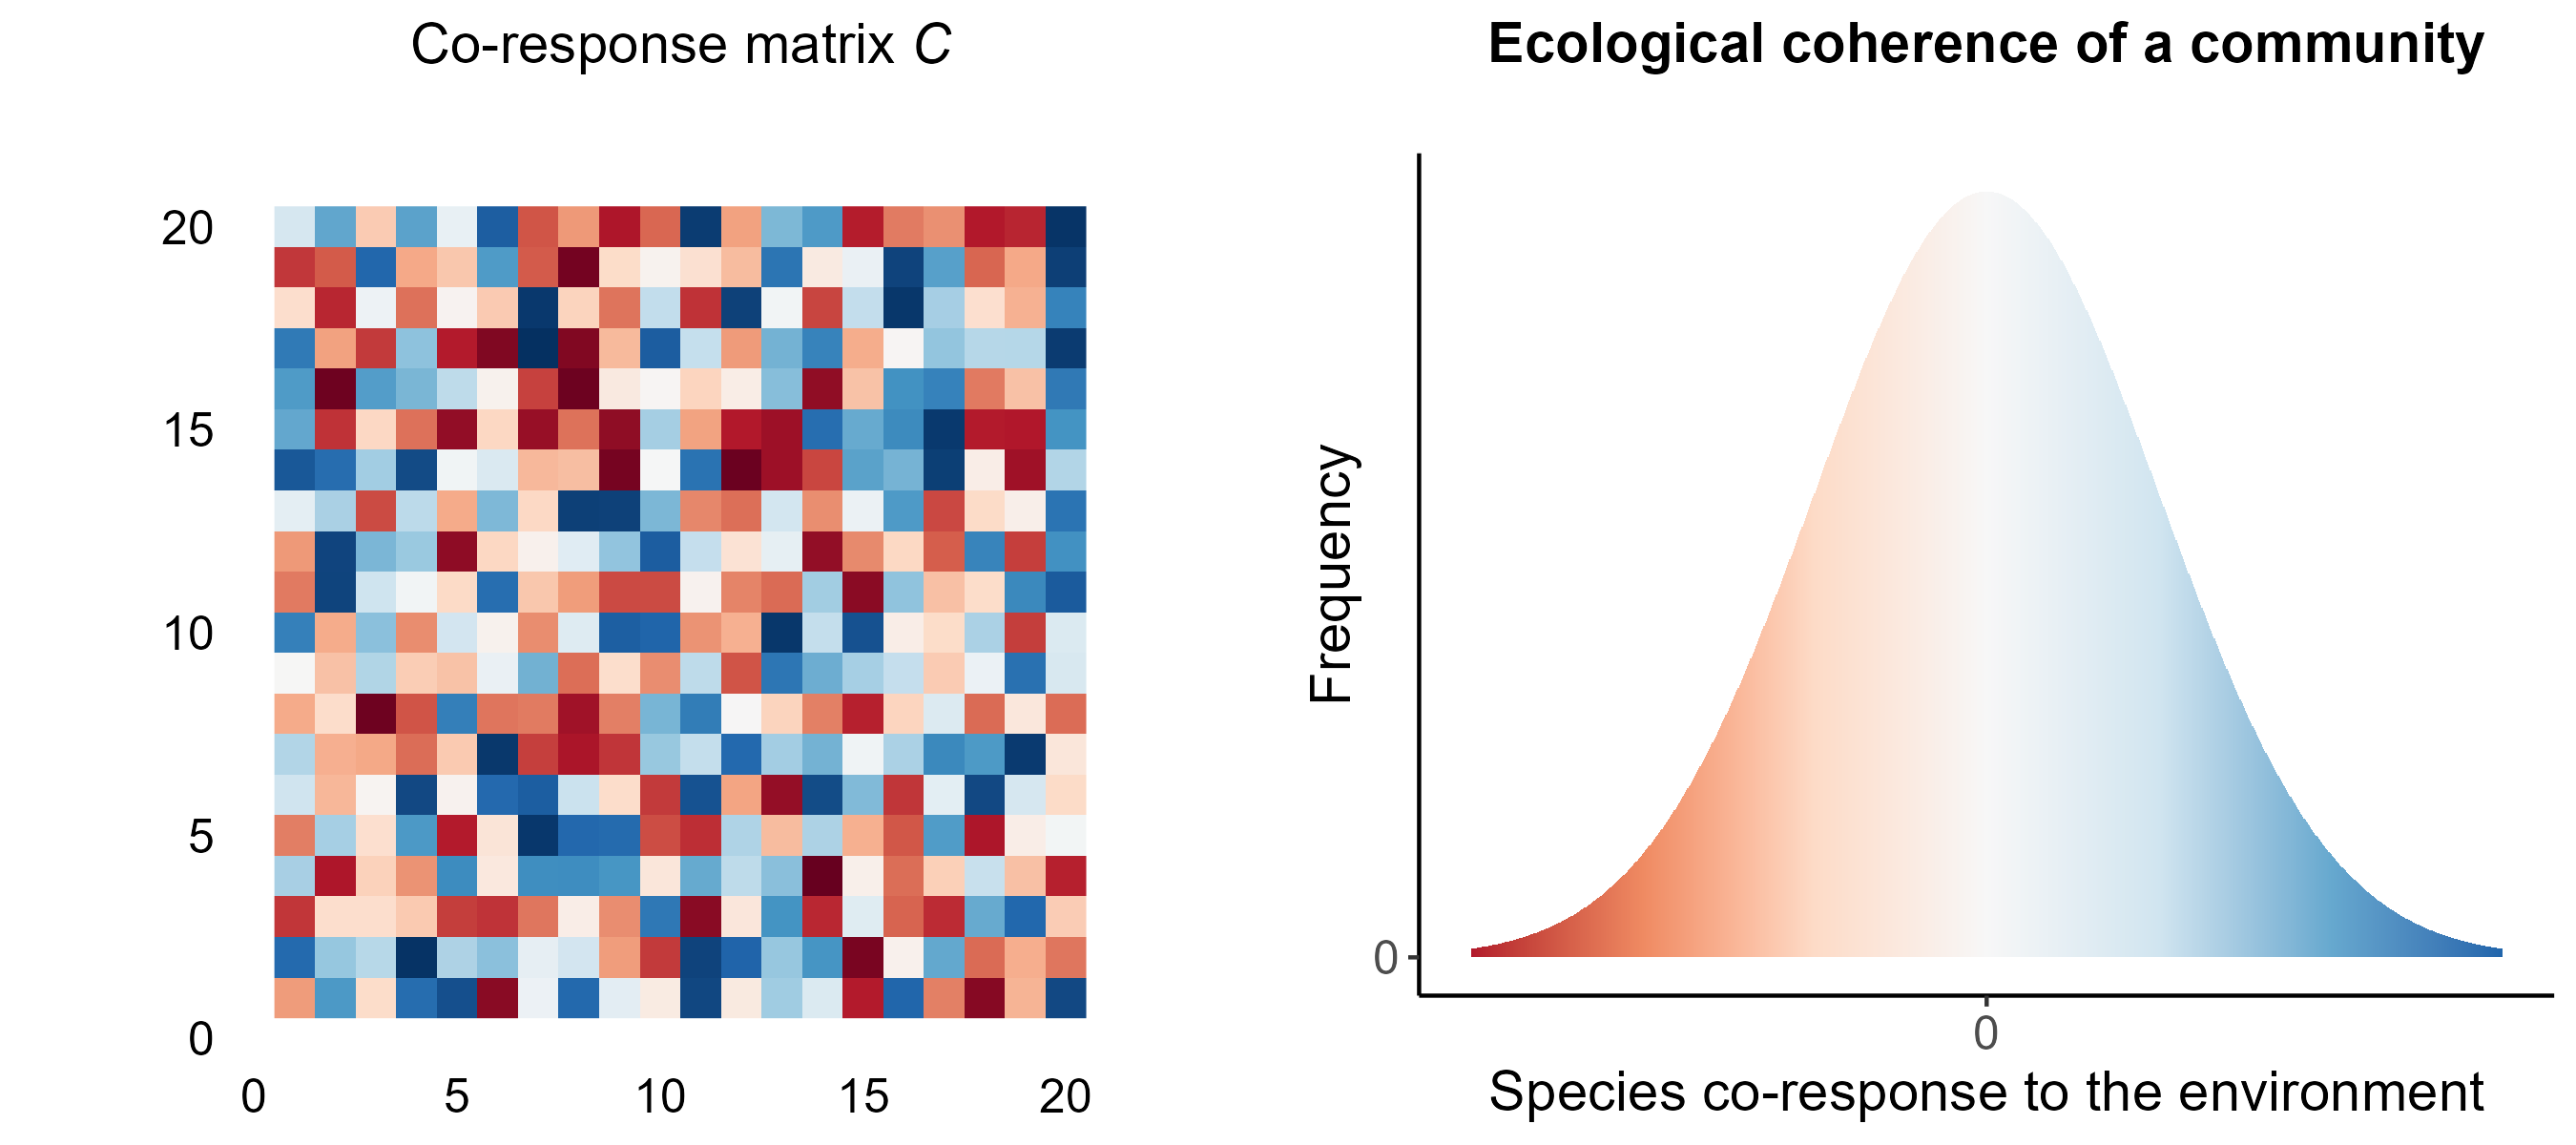 Co-response matrix C
20
15
10
5
0
0 5 10 15 20
Ecological coherence of a community
Frequency
0
0
Species co-response to the environment